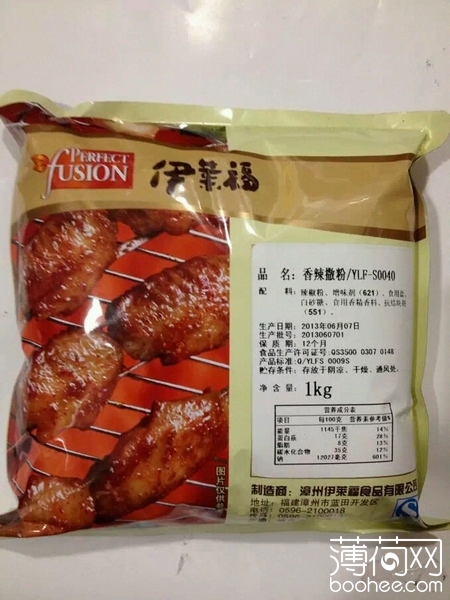 PERFECT
FUSION
伊莱福
品 名：香辣撒粉/YLF-S0040
配 料：辣椒粉、增味剂（621）、食用盐、
白砂糖、食用香精香料、抗结块剂
（551）。
生产日期：2013年06月07日
生产批号：2013060701
保 质 期：12个月
食品生产许可证号：QS3500 0307 0148
产品标准：Q/YLFS 0009S
贮存条件：存放于阴凉、干燥、通风处。
净 含 量：1kg
营养成分表
项目 每100克 营养素参考值%
能量 1145千焦 14%
蛋白质 17克 28%
脂肪 8克 13%
碳水化合物 35克 12%
钠 12027毫克 601%
图片仅供参
制造商：漳州伊莱福食品有限公司
地址：福建漳州市蓝田开发区
电话：0596-2100018
传真：0596-2100
薄荷网
boohee.com